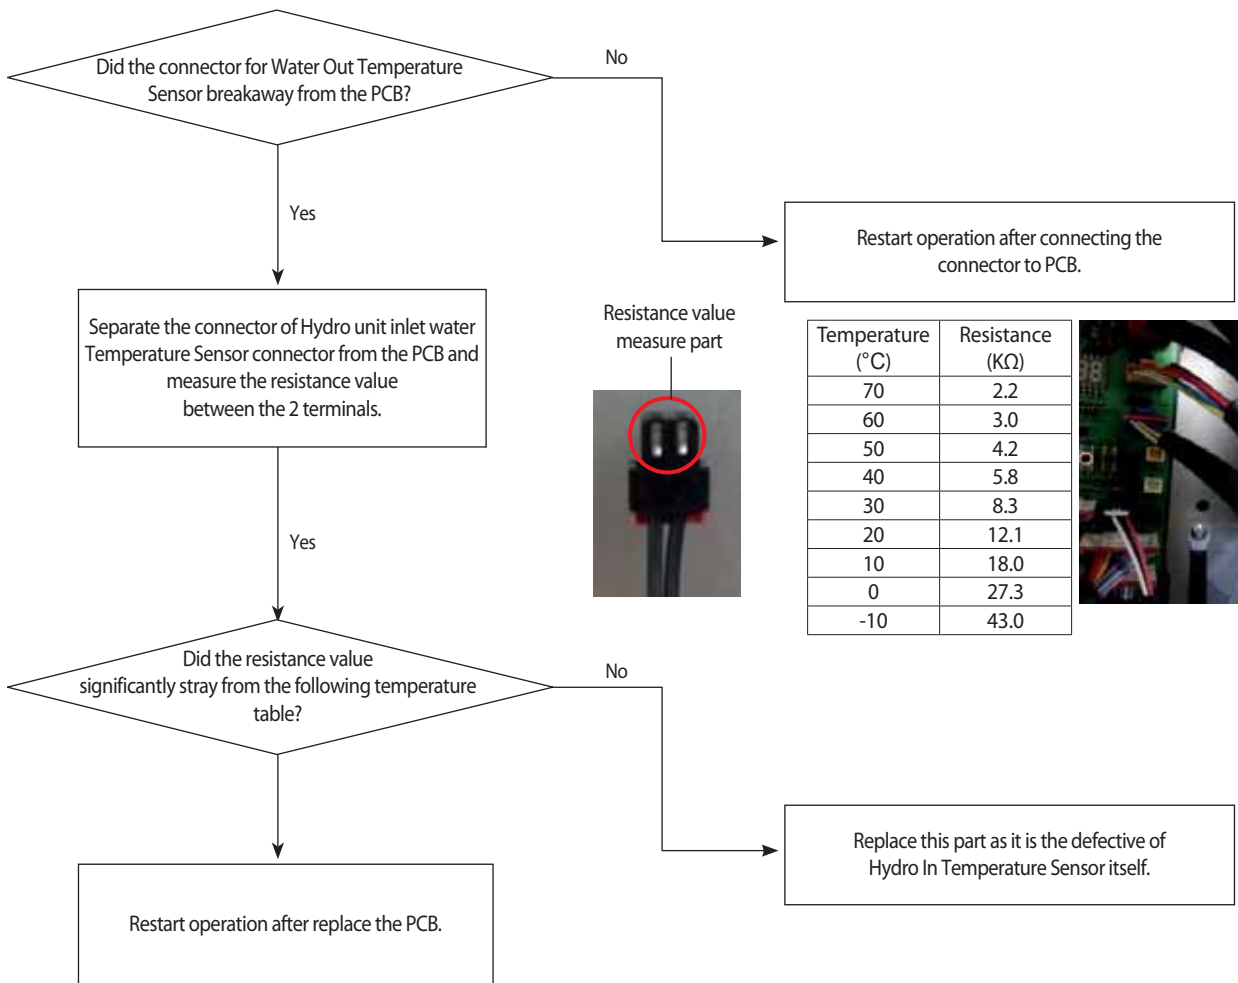 Did the connector for Water Out Temperature
Sensor breakaway from the PCB?
No
Yes
Restart operation after connecting the
connector to PCB.
Separate the connector of Hydro unit inlet water
Temperature Sensor connector from the PCB and
measure the resistance value
between the 2 terminals.
Resistance value
measure part
Temperature Resistance
(°C) (KΩ)
70 2.2
60 3.0
50 4.2
40 5.8
30 8.3
20 12.1
10 18.0
0 27.3
-10 43.0
Yes
Did the resistance value
significantly stray from the following temperature
table?
No
Replace this part as it is the defective of
Hydro In Temperature Sensor itself.
Restart operation after replace the PCB.